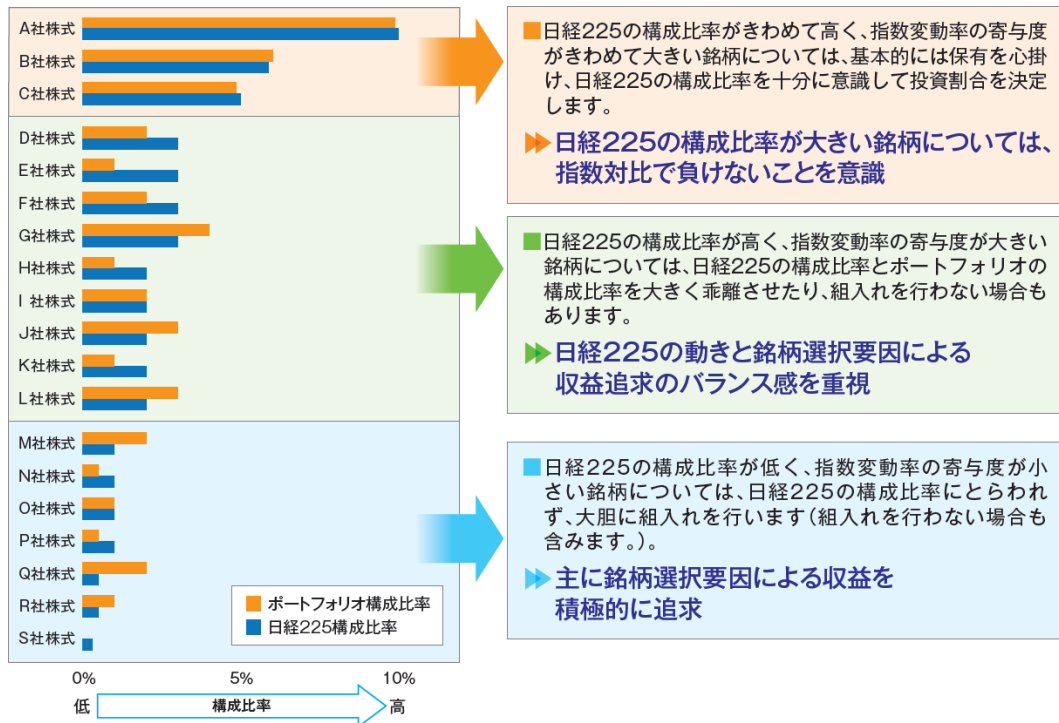 A社株式
B社株式
C社株式
D社株式
E社株式
F社株式
G社株式
H社株式
I 社株式
J社株式
K社株式
L社株式
M社株式
N社株式
O社株式
P社株式
Q社株式
R社株式
S社株式
ポートフォリオ構成比率
日経225構成比率
0% 5% 10%
低 構成比率 高
■日経225の構成比率がきわめて高く、指数変動率の寄与度
がきわめて大きい銘柄については、基本的には保有を心掛
け、日経225の構成比率を十分に意識して投資割合を決定
します。
日経225の構成比率が大きい銘柄については、
指数対比で負けないことを意識
■日経225の構成比率が高く、指数変動率の寄与度が大きい
銘柄については、日経225の構成比率とポートフォリオの
構成比率を大きく乖離させたり、組入れを行わない場合も
あります。
日経225の動きと銘柄選択要因による
収益追求のバランス感を重視
■日経225の構成比率が低く、指数変動率の寄与度が小
さい銘柄については、日経225の構成比率にとらわれ
ず、大胆に組入れを行います(組入れを行わない場合も
含みます。)。
主に銘柄選択要因による収益を
積極的に追求